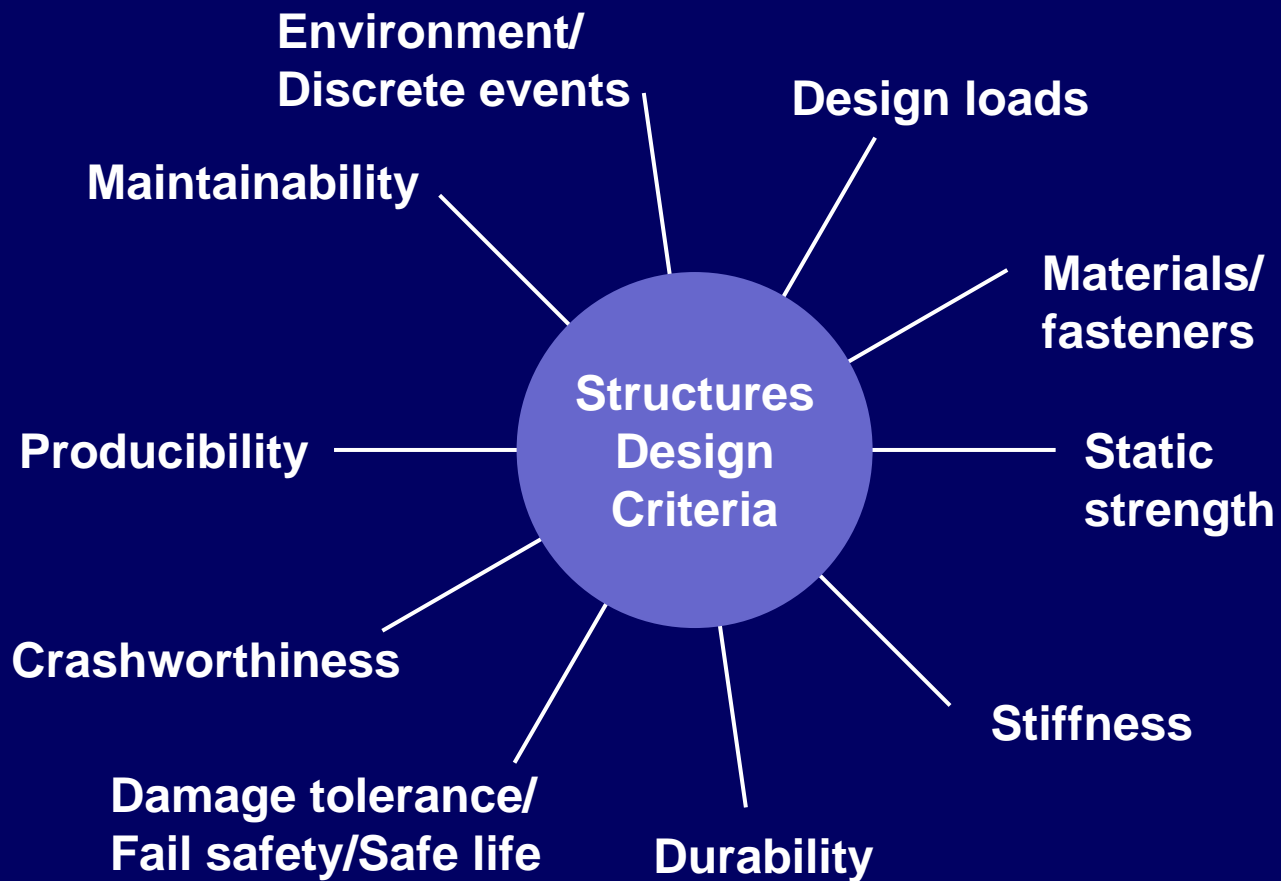 Environment/
Discrete events
Design loads
Maintainability
Materials/
fasteners
Structures
Design
Criteria
Producibility
Static
strength
Crashworthiness
Stiffness
Damage tolerance/
Fail safety/Safe life
Durability